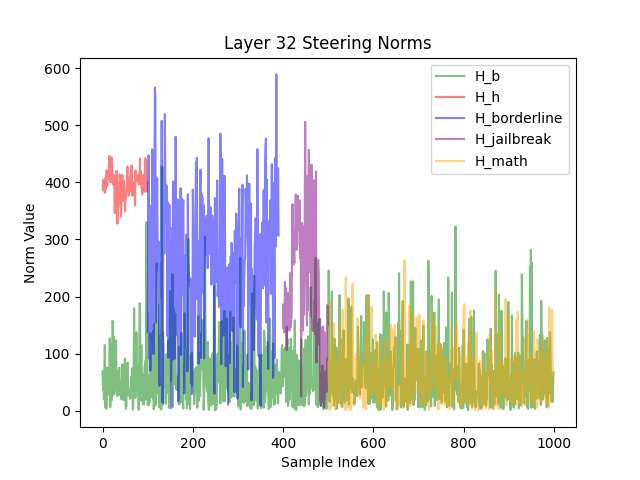 Layer 32 Steering Norms
Norm Value
600
500
400
300
200
100
0
H_b
H_h
H_borderline
H_jailbreak
H_math
0
200
400
600
800
1000
Sample Index